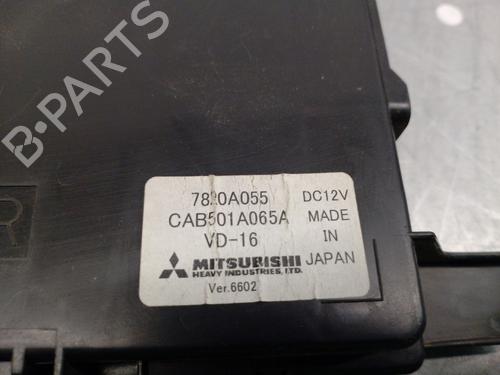 7820A055 DC12V
CAB501A065A MADE
VD-16 IN
MITSUBISHI JAPAN
HEAVY INDUSTRIES, LTD.
Ver.6602
R
B-PARTS